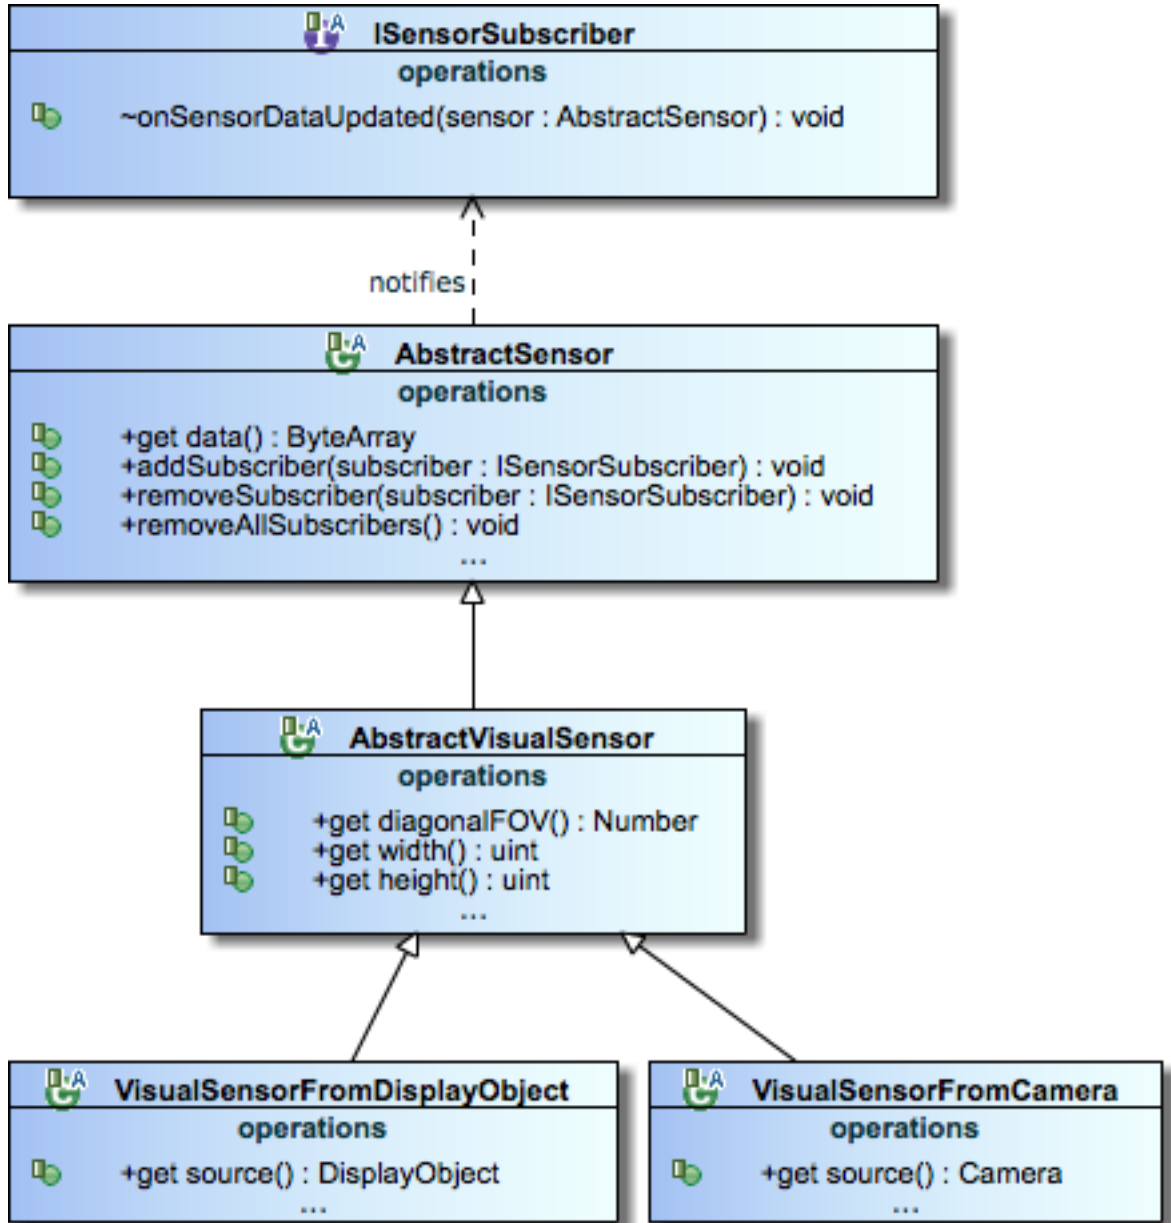 ISensorSubscriber
operations
~onSensorDataUpdated(sensor : AbstractSensor) : void
notifies
AbstractSensor
operations
+get data() : ByteArray
+addSubscriber(subscriber : ISensorSubscriber) : void
+removeSubscriber(subscriber : ISensorSubscriber) : void
+removeAllSubscribers() : void
...
AbstractVisualSensor
operations
+get diagonalFOV() : Number
+get width() : uint
+get height() : uint
...
VisualSensorFromDisplayObject
operations
+get source() : DisplayObject
...
VisualSensorFromCamera
operations
+get source() : Camera
...